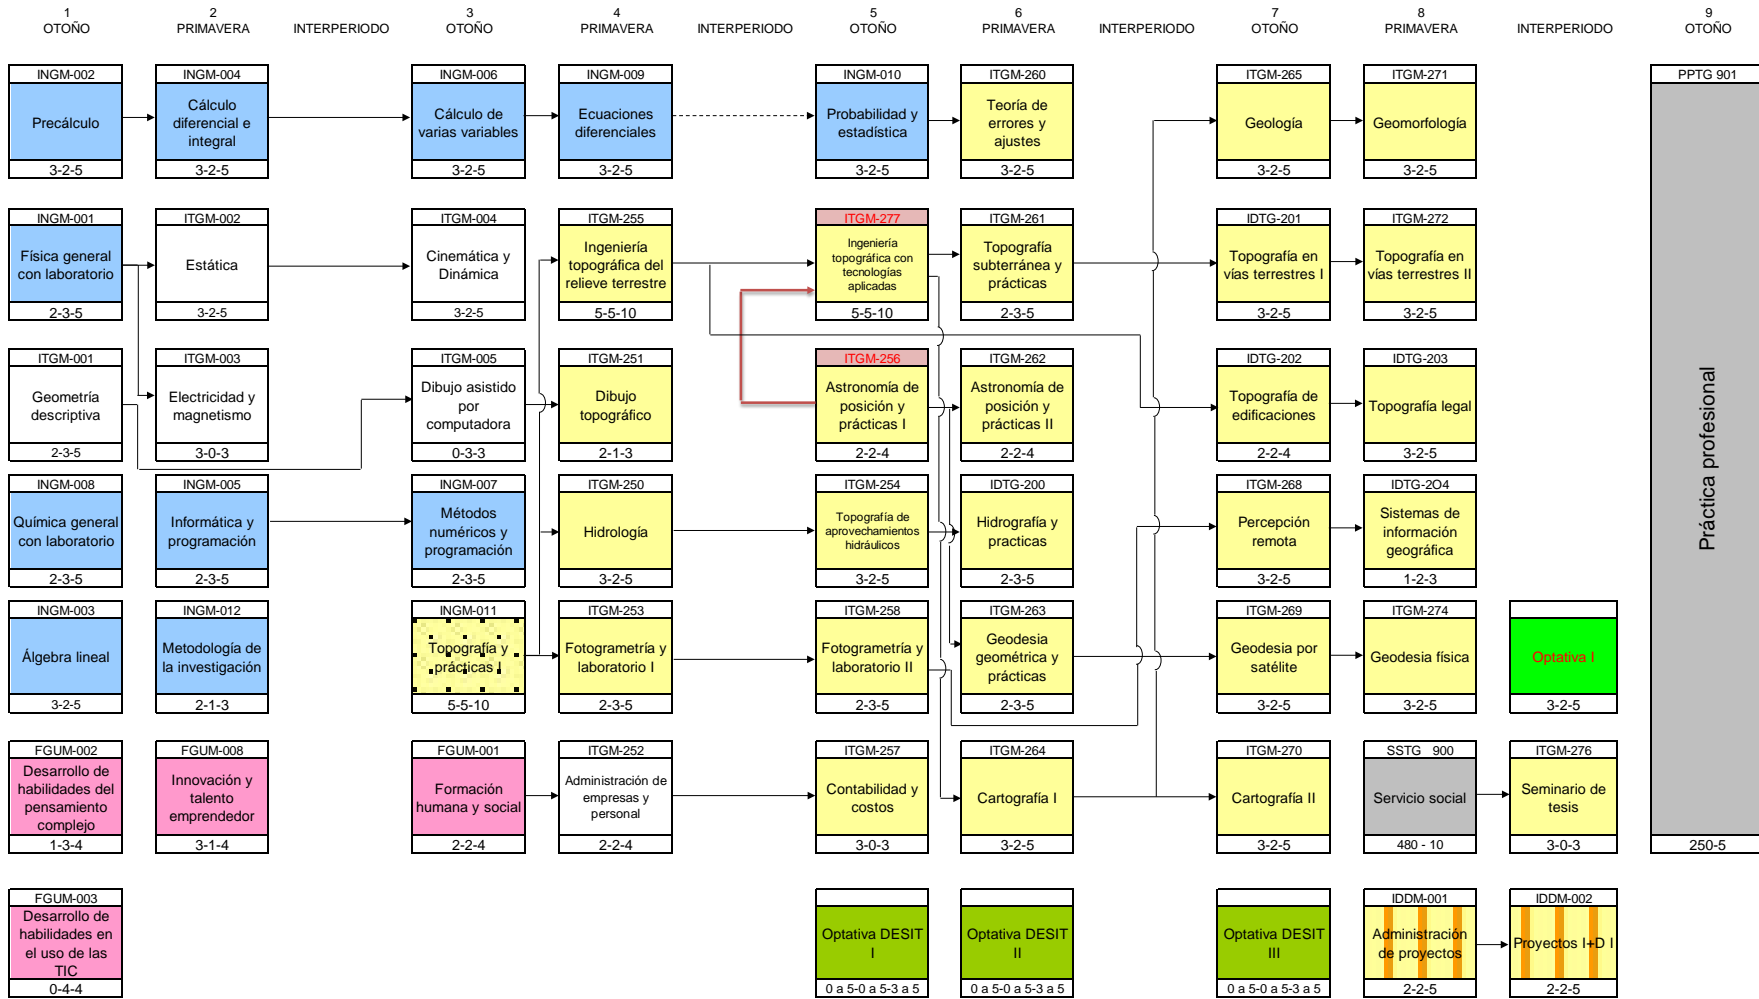 1
OTOÑO
2
PRIMAVERA
INTERPERIODO
3
OTOÑO
4
PRIMAVERA
INTERPERIODO
5
OTOÑO
6
PRIMAVERA
INTERPERIODO
7
OTOÑO
8
PRIMAVERA
INTERPERIODO
9
OTOÑO
INGM-002
Precálculo
3-2-5
INGM-004
Cálculo
diferencial e
integral
3-2-5
INGM-006
Cálculo de
varias variables
3-2-5
INGM-009
Ecuaciones
diferenciales
3-2-5
INGM-010
Probabilidad y
estadística
3-2-5
ITGM-260
Teoría de
errores y
ajustes
3-2-5
ITGM-265
Geología
3-2-5
ITGM-271
Geomorfología
3-2-5
PPTG 901
Práctica profesional
250-5
INGM-001
Física general
con laboratorio
2-3-5
ITGM-002
Estática
3-2-5
ITGM-004
Cinemática y
Dinámica
3-2-5
ITGM-255
Ingeniería
topográfica del
relieve terrestre
5-5-10
ITGM-277
Ingeniería
topográfica con
tecnologías
aplicadas
5-5-10
ITGM-261
Topografía
subterránea y
prácticas
2-3-5
IDTG-201
Topografía en
vías terrestres I
3-2-5
ITGM-272
Topografía en
vías terrestres II
3-2-5
ITGM-001
Geometría
descriptiva
2-3-5
ITGM-003
Electricidad y
magnetismo
3-0-3
ITGM-005
Dibujo asistido
por
computadora
0-3-3
ITGM-251
Dibujo
topográfico
2-1-3
ITGM-256
Astronomía de
posición y
prácticas I
2-2-4
ITGM-262
Astronomía de
posición y
prácticas II
2-2-4
IDTG-202
Topografía de
edificaciones
2-2-4
IDTG-203
Topografía legal
3-2-5
INGM-008
Química general
con laboratorio
2-3-5
INGM-005
Informática y
programación
2-3-5
INGM-007
Métodos
numéricos y
programación
2-3-5
ITGM-250
Hidrología
3-2-5
ITGM-254
Topografía de
aprovechamientos
hidráulicos
3-2-5
IDTG-200
Hidrografía y
practicas
2-3-5
ITGM-268
Percepción
remota
3-2-5
IDTG-2O4
Sistemas de
información
geográfica
1-2-3
INGM-003
Álgebra lineal
3-2-5
INGM-012
Metodología de
la investigación
2-1-3
INGM-011
Topografía y
prácticas I
5-5-10
ITGM-253
Fotogrametría y
laboratorio I
2-3-5
ITGM-258
Fotogrametría y
laboratorio II
2-3-5
ITGM-263
Geodesia
geométrica y
prácticas
2-3-5
ITGM-269
Geodesia por
satélite
3-2-5
ITGM-274
Geodesia física
3-2-5
Optativa I
3-2-5
FGUM-002
Desarrollo de
habilidades del
pensamiento
complejo
1-3-4
FGUM-008
Innovación y
talento
emprendedor
3-1-4
FGUM-001
Formación
humana y social
2-2-4
ITGM-252
Administración de
empresas y
personal
2-2-4
ITGM-257
Contabilidad y
costos
3-0-3
ITGM-264
Cartografía I
3-2-5
ITGM-270
Cartografía II
3-2-5
SSTG 900
Servicio social
480 - 10
ITGM-276
Seminario de
tesis
3-0-3
FGUM-003
Desarrollo de
habilidades en
el uso de las
TIC
0-4-4
Optativa DESIT
I
0 a 5-0 a 5-3 a 5
Optativa DESIT
II
0 a 5-0 a 5-3 a 5
Optativa DESIT
III
0 a 5-0 a 5-3 a 5
IDDM-001
Administración
de proyectos
2-2-5
IDDM-002
Proyectos I+D I
2-2-5